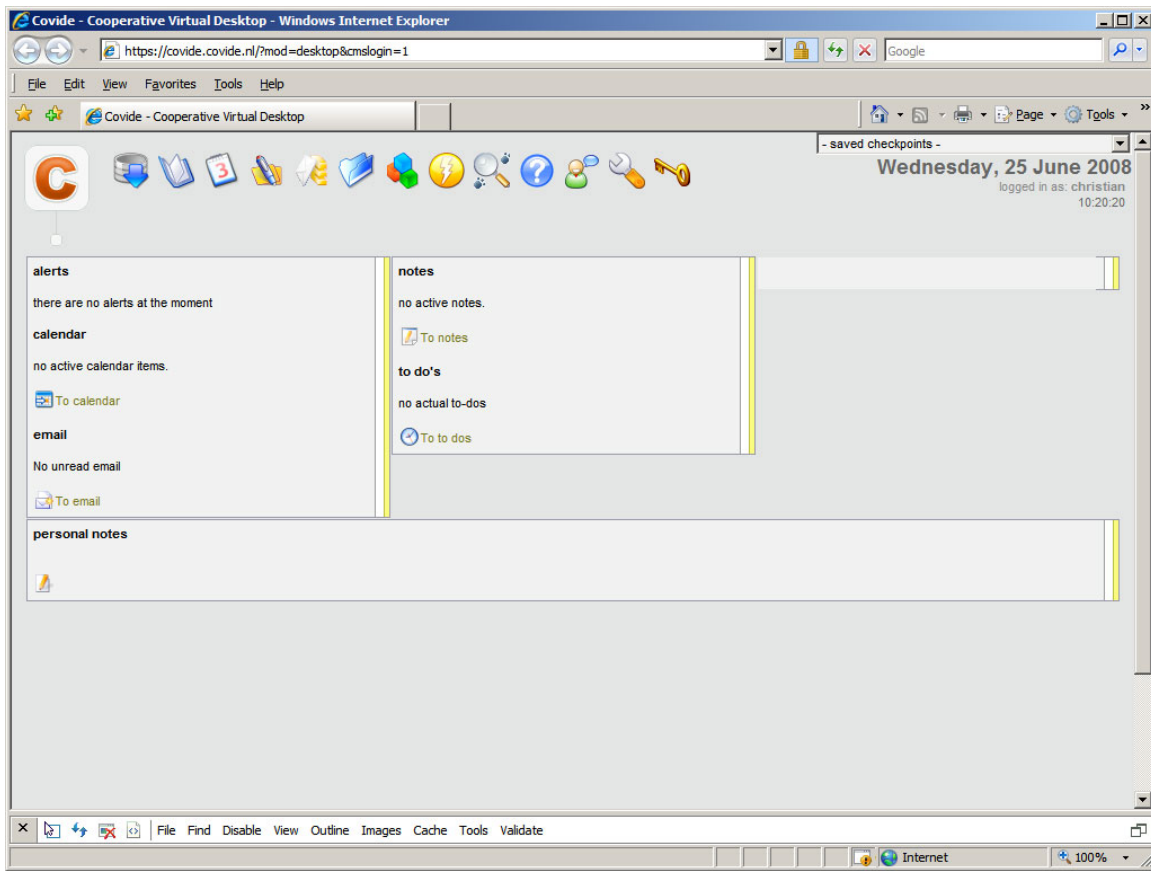 Covide - Cooperative Virtual Desktop - Windows Internet Explorer
https://covide.covide.nl/?mod=desktop&cmslogin=1
Google
File Edit View Favorites Tools Help
Covide - Cooperative Virtual Desktop
Page Tools »
- saved checkpoints -
C
3
?
Wednesday, 25 June 2008
logged in as: christian
10:20:20
alerts
there are no alerts at the moment
calendar
no active calendar items.
To calendar
email
No unread email
To email
notes
no active notes.
To notes
to do's
no actual to-dos
To to dos
personal notes
File Find Disable View Outline Images Cache Tools Validate
Internet
100%